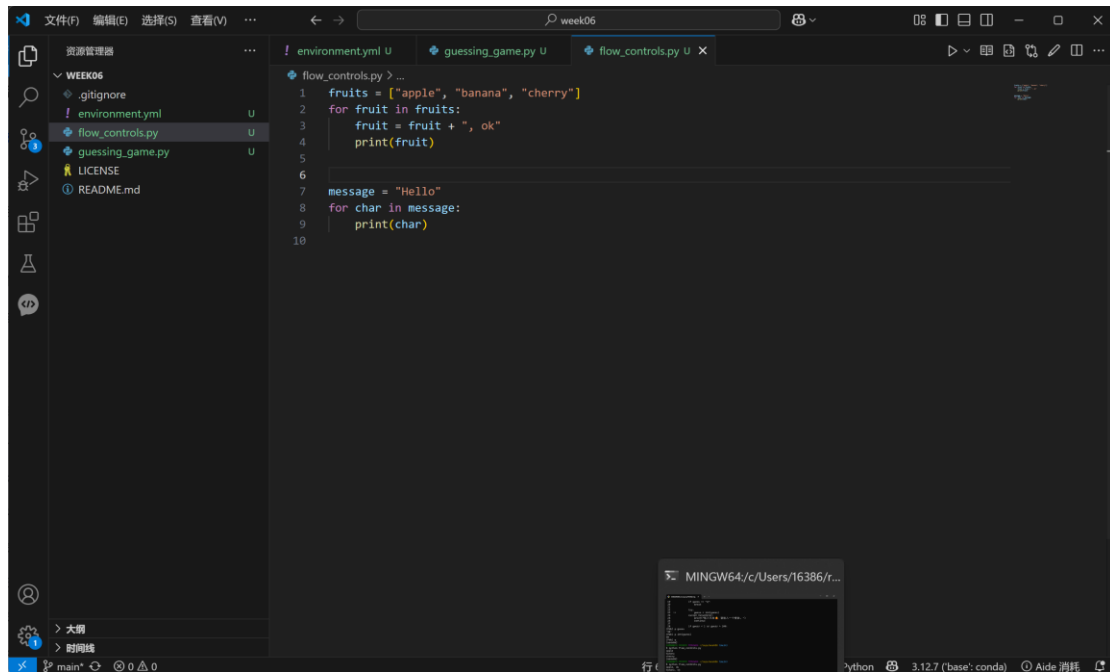 文件(F) 编辑(E) 选择(S) 查看(V) ··· week06
资源管理器 ···
WEEK06
.gitignore
environment.yml U
flow_controls.py U
guessing_game.py U
LICENSE
README.md
大纲
时间线
environment.yml U guessing_game.py U flow_controls.py U
flow_controls.py > ...
1 fruits = ["apple", "banana", "cherry"]
2 for fruit in fruits:
3 fruit = fruit + ", ok"
4 print(fruit)
5
6
7 message = "Hello"
8 for char in message:
9 print(char)
10
3
1
MINGW64:/c/Users/16386/r...
main* 0 0 行 Python 3.12.7 ('base': conda) Aide 消耗